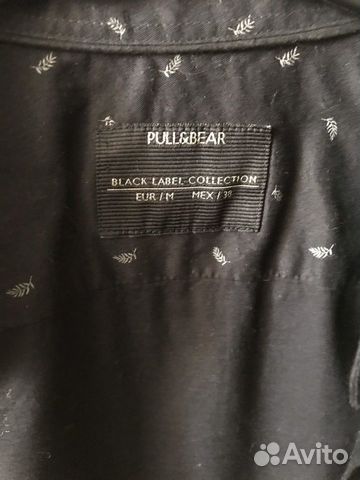 PULL&BEAR
BLACK LABEL COLLECTION
EUR / M MEX / 38
Avito